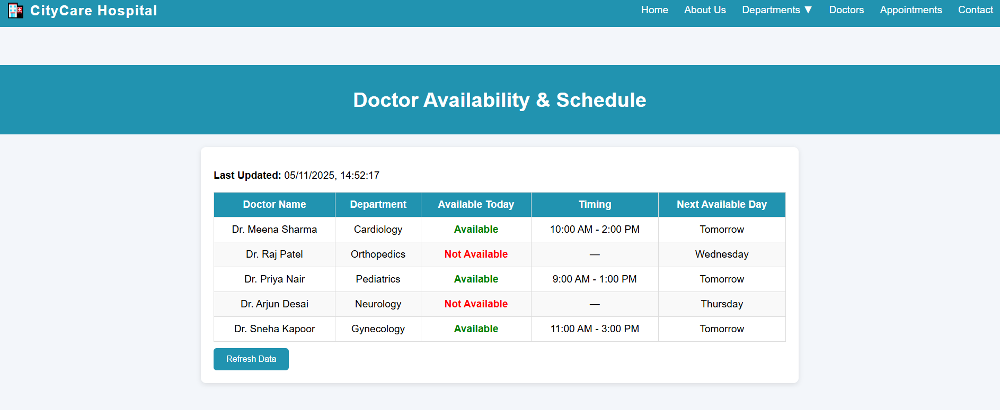 CityCare Hospital
Home About Us Departments ▼ Doctors Appointments Contact
Doctor Availability & Schedule
Last Updated: 05/11/2025, 14:52:17
Doctor Name Department Available Today Timing Next Available Day
Dr. Meena Sharma Cardiology Available 10:00 AM - 2:00 PM Tomorrow
Dr. Raj Patel Orthopedics Not Available — Wednesday
Dr. Priya Nair Pediatrics Available 9:00 AM - 1:00 PM Tomorrow
Dr. Arjun Desai Neurology Not Available — Thursday
Dr. Sneha Kapoor Gynecology Available 11:00 AM - 3:00 PM Tomorrow
Refresh Data